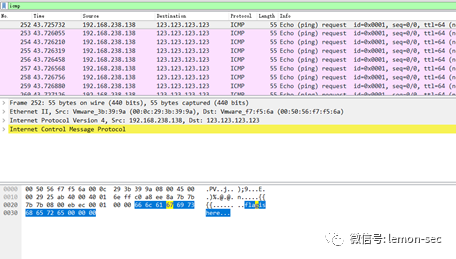 icmp
No. Time Source Destination Protocol Length Info
252 43.725732 192.168.238.138 123.123.123.123 ICMP 55 Echo (ping) request id=0x0001, seq=0/0, ttl=64 (n
253 43.726055 192.168.238.138 123.123.123.123 ICMP 55 Echo (ping) request id=0x0001, seq=0/0, ttl=64 (n
254 43.726210 192.168.238.138 123.123.123.123 ICMP 55 Echo (ping) request id=0x0001, seq=0/0, ttl=64 (n
255 43.726345 192.168.238.138 123.123.123.123 ICMP 55 Echo (ping) request id=0x0001, seq=0/0, ttl=64 (n
256 43.726458 192.168.238.138 123.123.123.123 ICMP 55 Echo (ping) request id=0x0001, seq=0/0, ttl=64 (n
257 43.726568 192.168.238.138 123.123.123.123 ICMP 55 Echo (ping) request id=0x0001, seq=0/0, ttl=64 (n
258 43.726756 192.168.238.138 123.123.123.123 ICMP 55 Echo (ping) request id=0x0001, seq=0/0, ttl=64 (n
259 43.726880 192.168.238.138 123.123.123.123 ICMP 55 Echo (ping) request id=0x0001, seq=0/0, ttl=64 (n
Frame 252: 55 bytes on wire (440 bits), 55 bytes captured (440 bits)
Ethernet II, Src: Vmware_3b:39:9a (00:0c:29:3b:39:9a), Dst: Vmware_f7:f5:6a (00:50:56:f7:f5:6a)
Internet Protocol Version 4, Src: 192.168.238.138, Dst: 123.123.123.123
Internet Control Message Protocol
0000 00 50 56 f7 f5 6a 00 0c 29 3b 39 9a 08 00 45 00 .PV..j.. );9...E.
0010 00 29 25 ab 40 00 40 01 6e ff c0 a8 ee 8a 7b 7b .)%.@.@. n.....{{
0020 7b 7b 08 00 eb ec 00 01 00 00 66 6c 61 67 69 73 {{...... ..flagis
0030 68 65 72 65 00 00 00 here...
微信号: lemon-sec